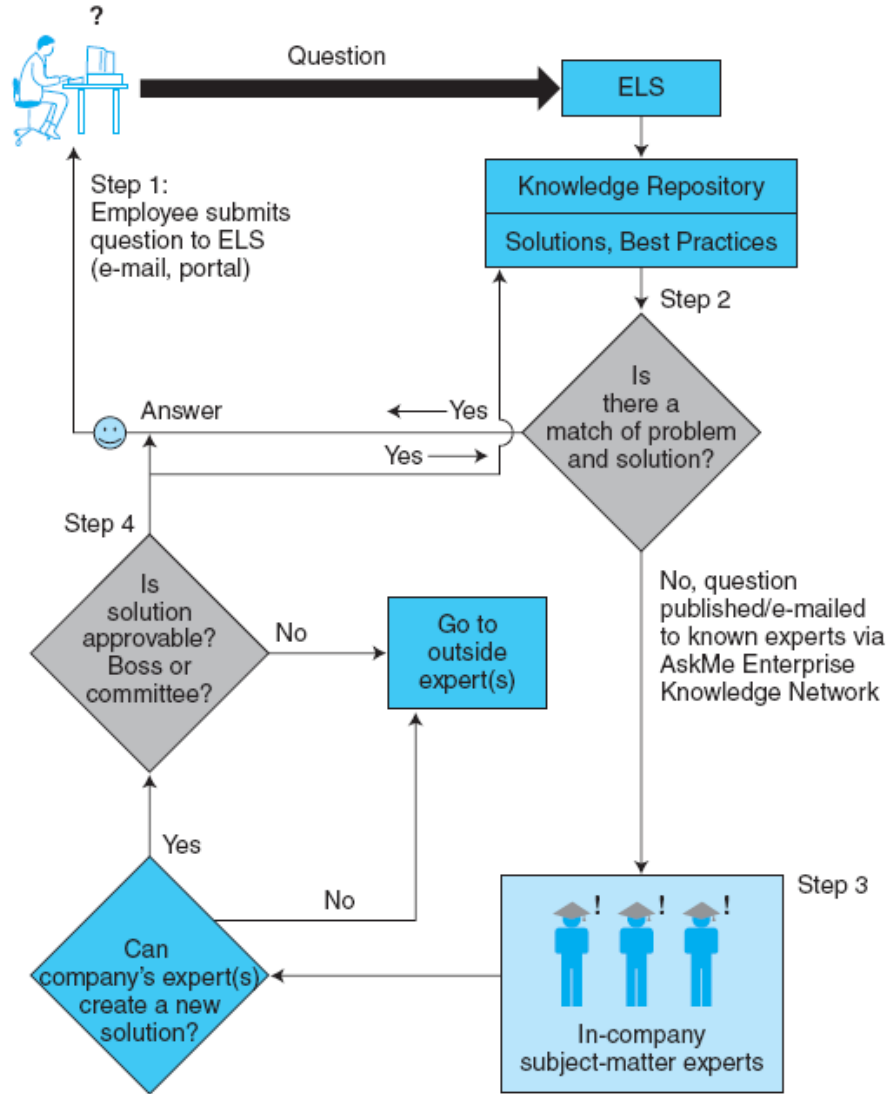 ?
Question
ELS
Step 1:
Employee submits
question to ELS
(e-mail, portal)
Knowledge Repository
Solutions, Best Practices
Step 2
Is
there a
match of problem
and solution?
Yes
Answer
Yes
Step 4
Is
solution
approvable?
Boss or
committee?
No
Go to
outside
expert(s)
No, question
published/e-mailed
to known experts via
AskMe Enterprise
Knowledge Network
Yes
No
Step 3
! ! !
Can
company’s expert(s)
create a new
solution?
In-company
subject-matter experts